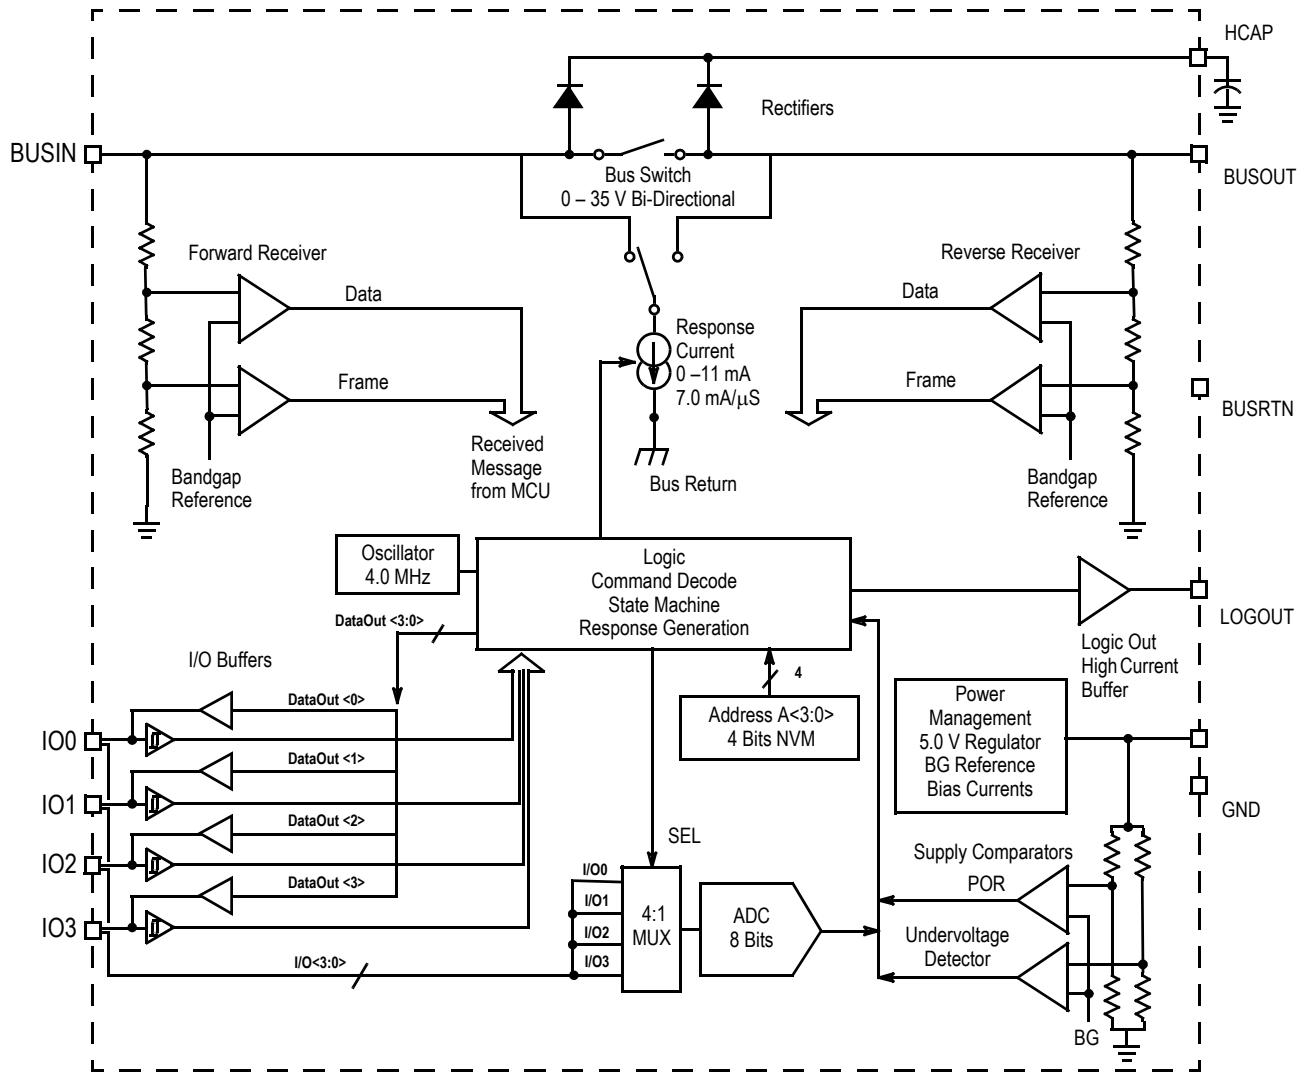 HCAP
Rectifiers
BUSIN
BUSOUT
Bus Switch
0 – 35 V Bi-Directional
Forward Receiver
Reverse Receiver
Data
Data
Response
Current
0 –11 mA
7.0 mA/μS
Frame
Frame
BUSRTN
Received
Message
from MCU
Bandgap
Reference
Bus Return
Bandgap
Reference
Oscillator
4.0 MHz
Logic
Command Decode
State Machine
Response Generation
DataOut <3:0>
LOGOUT
Logic Out
High Current
Buffer
I/O Buffers
4
Address A<3:0>
4 Bits NVM
Power
Management
5.0 V Regulator
BG Reference
Bias Currents
DataOut <0>
IO0
DataOut <1>
IO1
GND
DataOut <2>
SEL
IO2
Supply Comparators
POR
DataOut <3>
I/O0
I/O1
I/O2
I/O3
4:1
MUX
ADC
8 Bits
IO3
Undervoltage
Detector
I/O<3:0>
BG